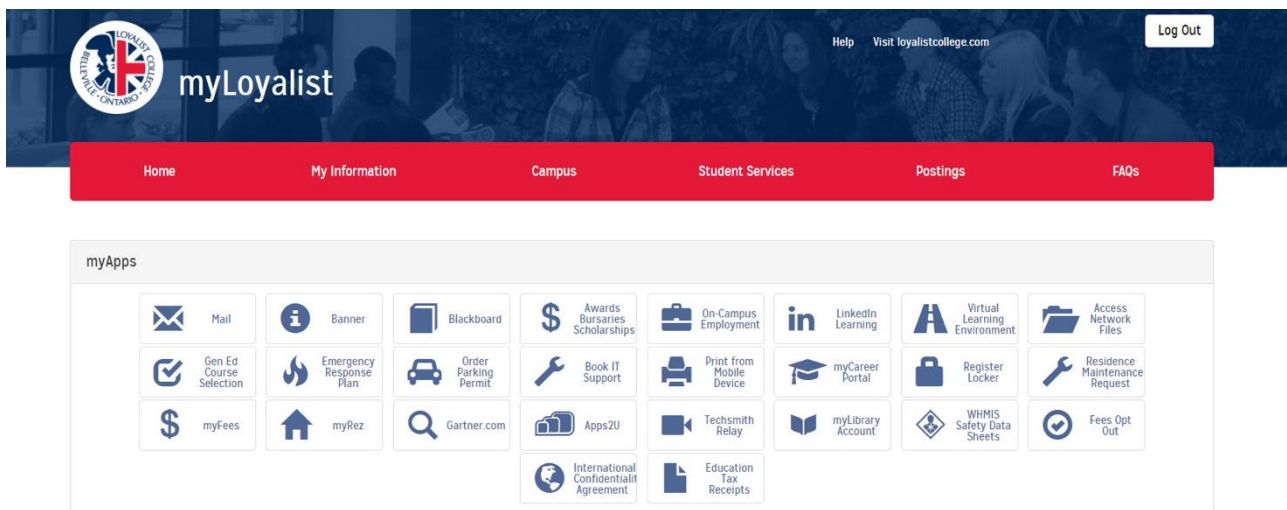 LOYALIST COLLEGE
BELLEVILLE • ONTARIO
myLoyalist
Help Visit loyalistcollege.com
Log Out
Home My Information Campus Student Services Postings FAQs
myApps
Mail
Banner
Blackboard
Awards
Bursaries
Scholarships
On-Campus
Employment
in
LinkedIn
Learning
Virtual
Learning
Environment
Access
Network
Files
Gen Ed
Course
Selection
Emergency
Response
Plan
Order
Parking
Permit
Book IT
Support
Print from
Mobile
Device
myCareer
Portal
Register
Locker
Residence
Maintenance
Request
$ myFees
myRez
Gartner.com
Apps2U
Techsmith
Relay
myLibrary
Account
WHMIS
Safety Data
Sheets
Fees Opt
Out
International
Confidentialit
Agreement
Education
Tax
Receipts